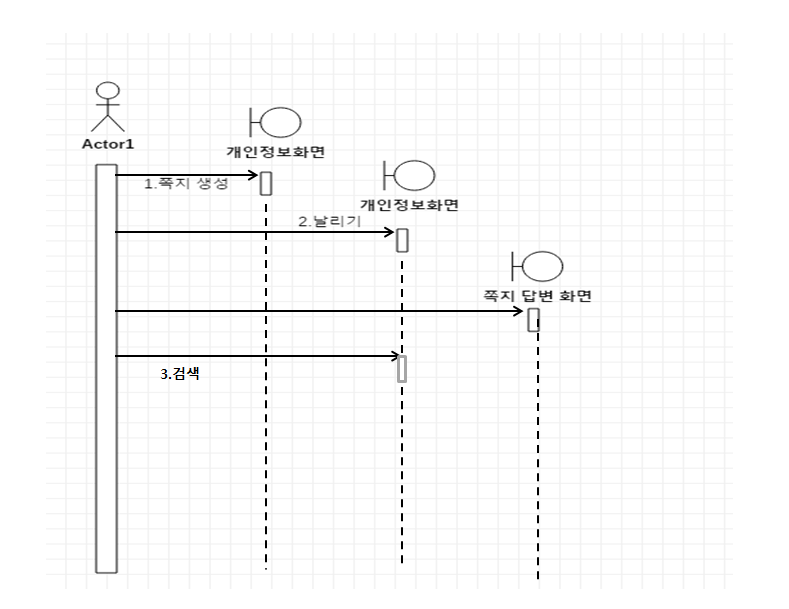 Actor1
개인정보화면
1.쪽지 생성
개인정보화면
2.날리기
쪽지 답변 화면
3.검색